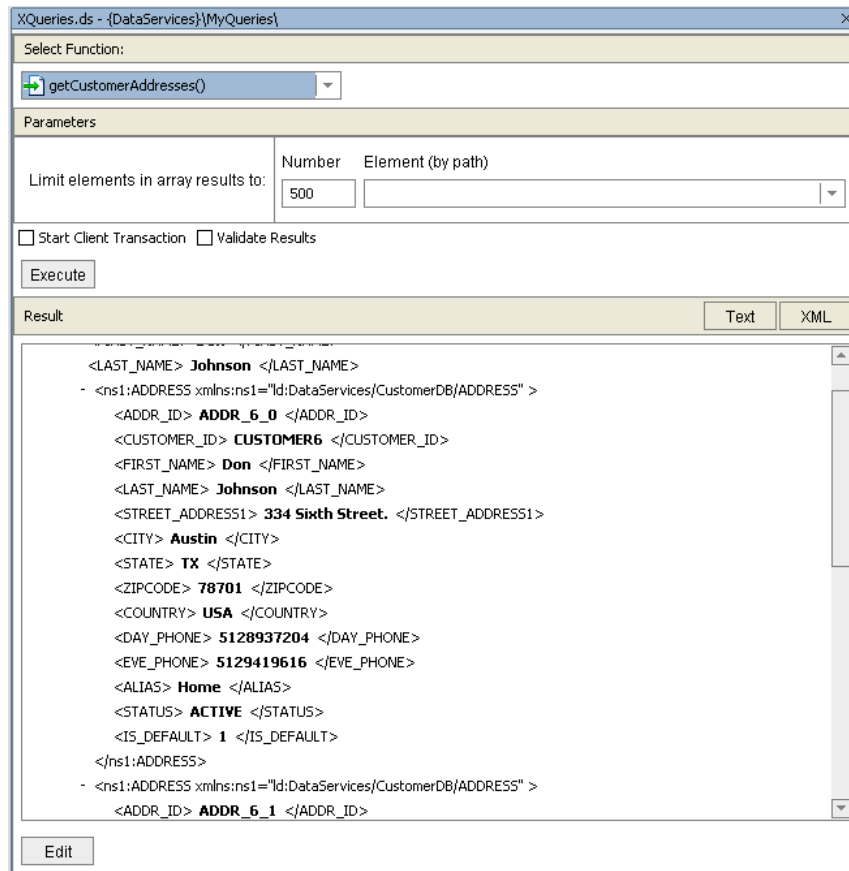 XQueries.ds - {DataServices}\MyQueries\
Select Function:
getCustomerAddresses()
Parameters
Limit elements in array results to:
Number Element (by path)
500
Start Client Transaction Validate Results
Execute
Result Text XML
<LAST_NAME> Johnson </LAST_NAME>
- <ns1:ADDRESS xmlns:ns1="ld:DataServices/CustomerDB/ADDRESS" >
<ADDR_ID> ADDR_6_0 </ADDR_ID>
<CUSTOMER_ID> CUSTOMER6 </CUSTOMER_ID>
<FIRST_NAME> Don </FIRST_NAME>
<LAST_NAME> Johnson </LAST_NAME>
<STREET_ADDRESS1> 334 Sixth Street. </STREET_ADDRESS1>
<CITY> Austin </CITY>
<STATE> TX </STATE>
<ZIPCODE> 78701 </ZIPCODE>
<COUNTRY> USA </COUNTRY>
<DAY_PHONE> 5128937204 </DAY_PHONE>
<EVE_PHONE> 5129419616 </EVE_PHONE>
<ALIAS> Home </ALIAS>
<STATUS> ACTIVE </STATUS>
<IS_DEFAULT> 1 </IS_DEFAULT>
</ns1:ADDRESS>
- <ns1:ADDRESS xmlns:ns1="ld:DataServices/CustomerDB/ADDRESS" >
<ADDR_ID> ADDR_6_1 </ADDR_ID>
Edit